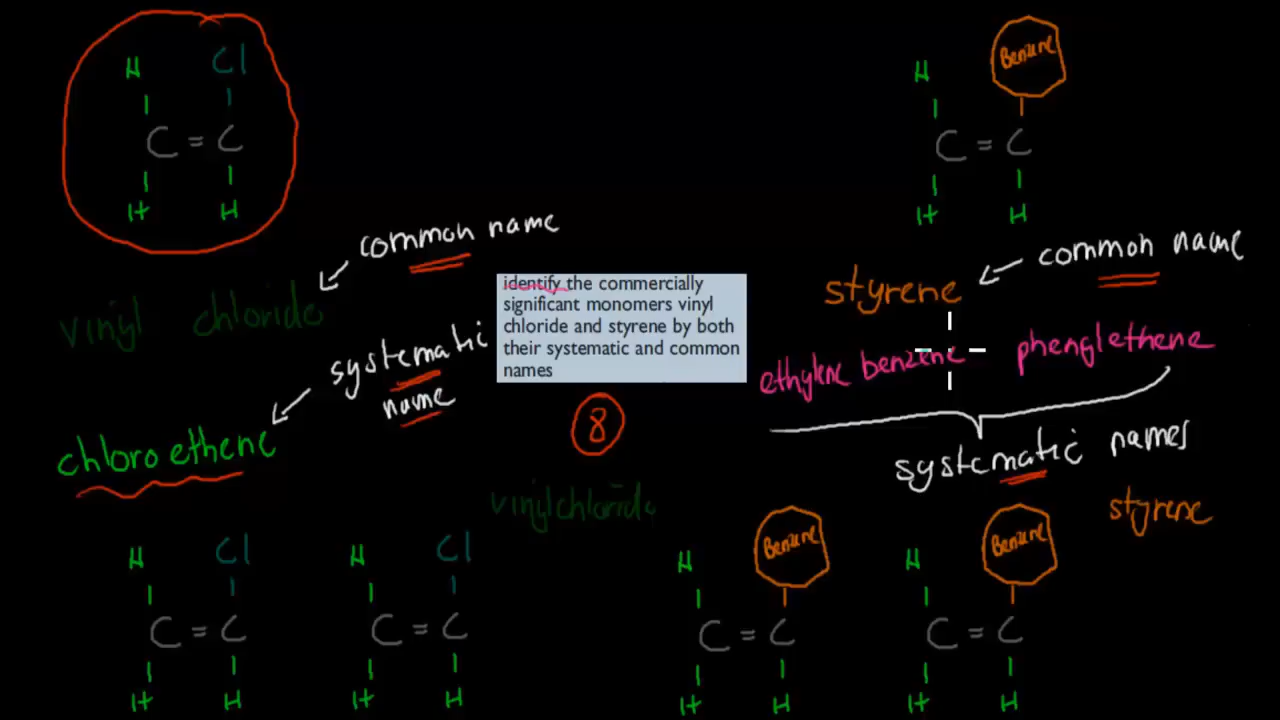 H Cl
C = C
H H
Benzene
H
C = C
H H
common name
vinyl chloride
systematic name
chloroethene
identify the commercially
significant monomers vinyl
chloride and styrene by both
their systematic and common
names
8
common name
styrene
ethylene benzene phenylethene
systematic names
vinylchloride
styrene
H Cl H Cl
C = C C = C
H H H H
Benzene Benzene
H H
C = C C = C
H H H H